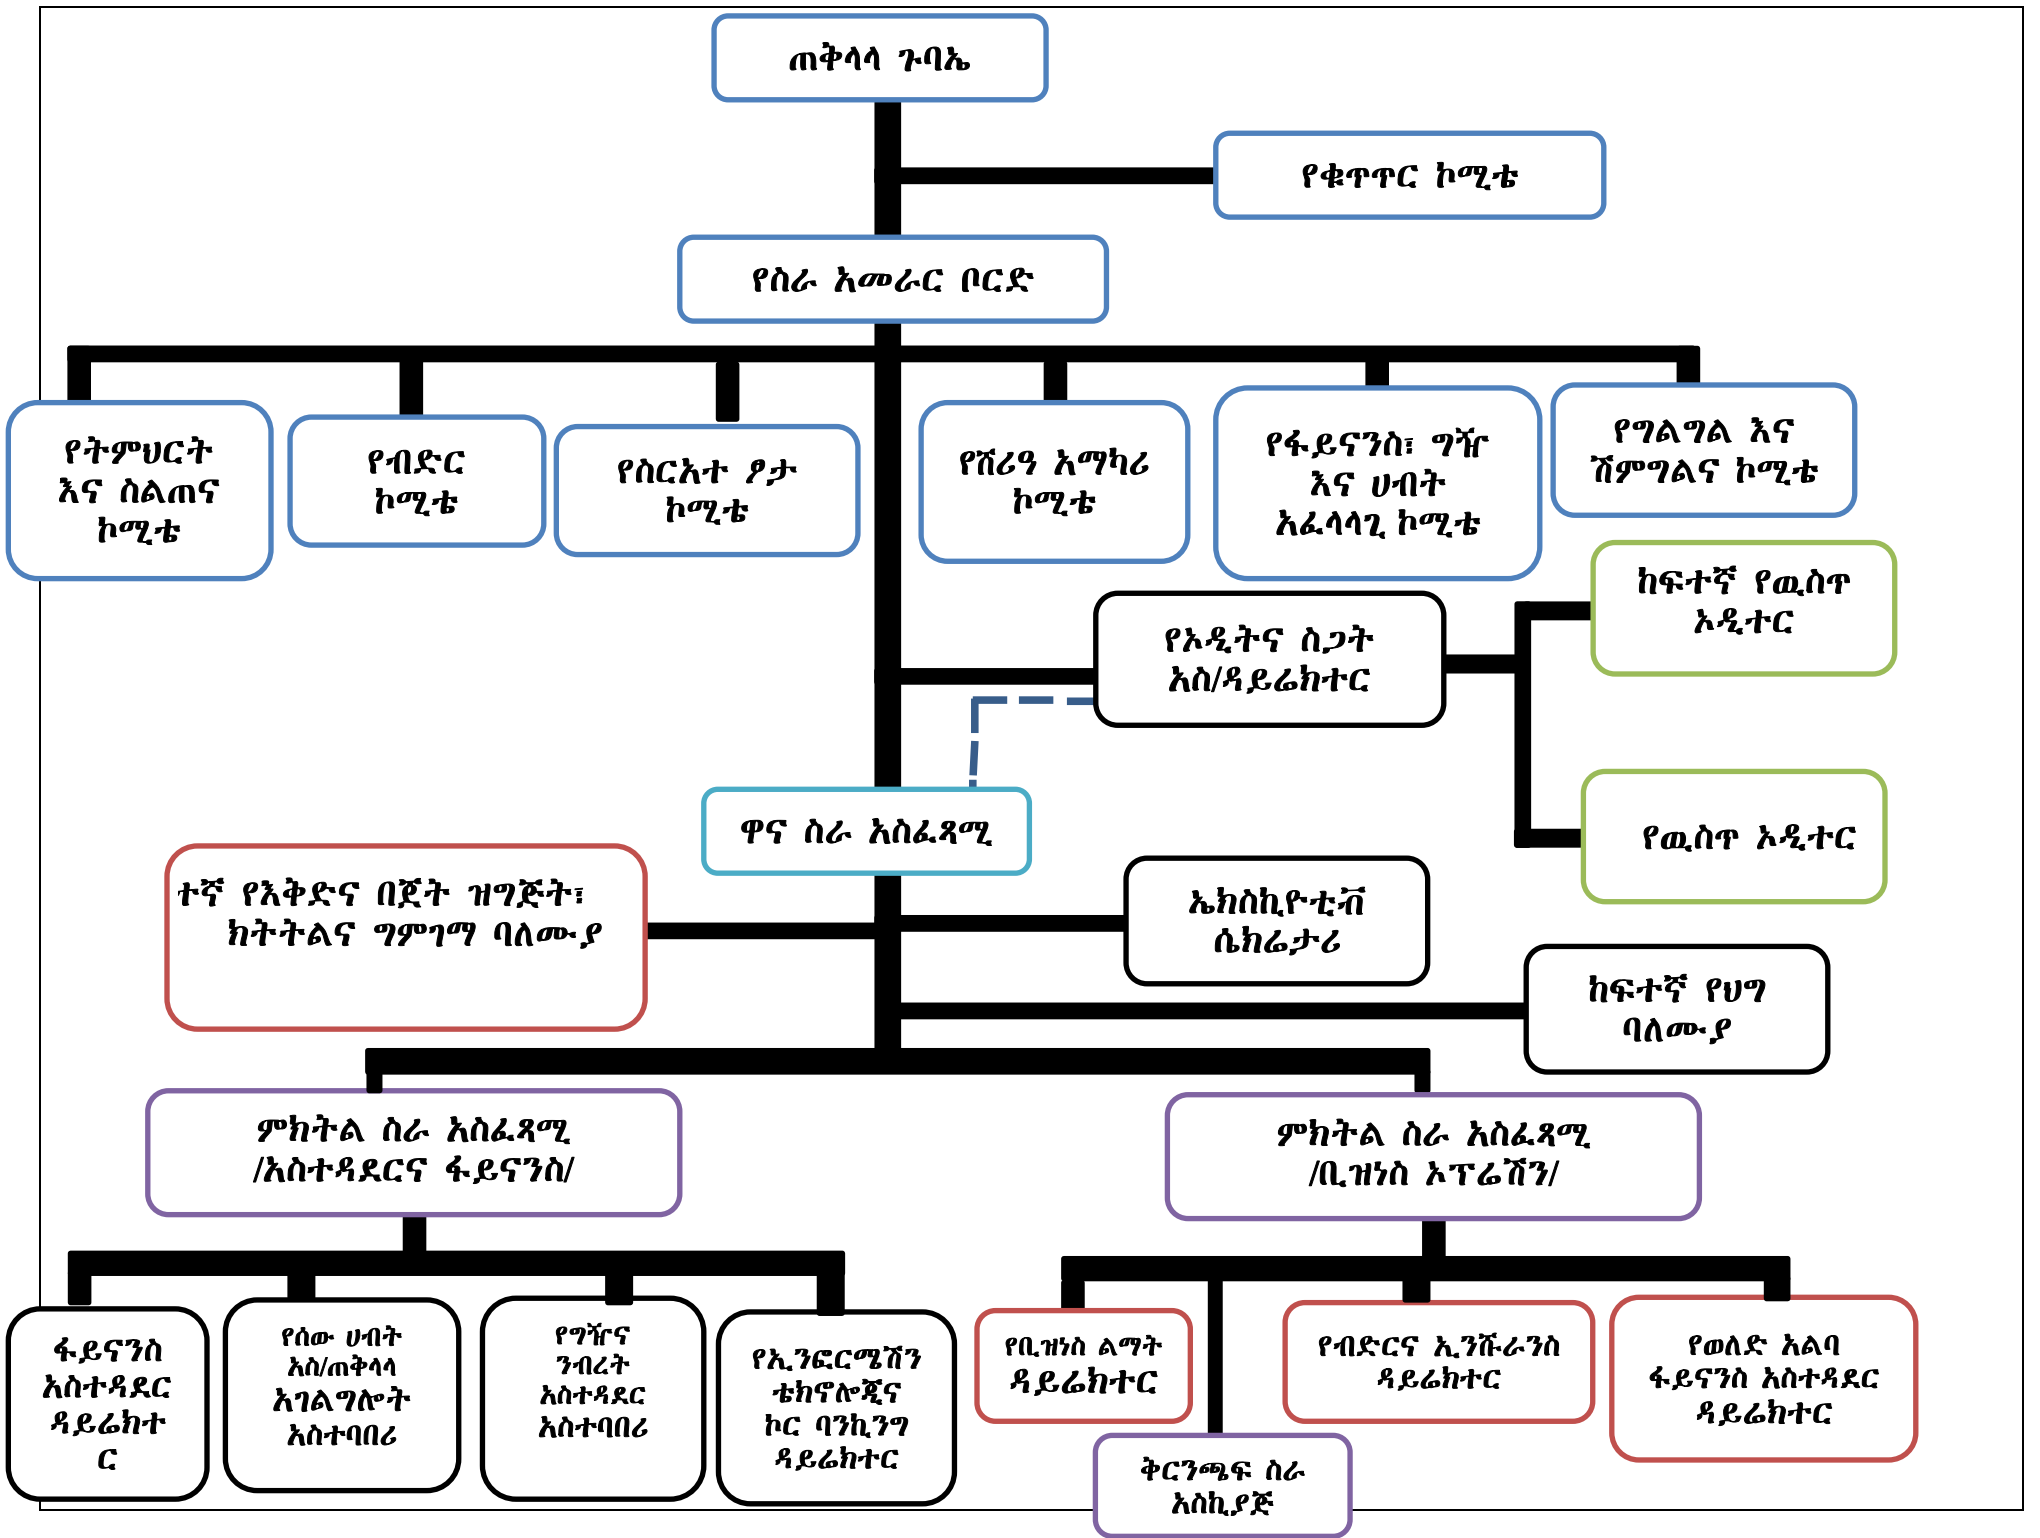 ጠቅላላ ጉባኤ
የቁጥጥር ኮሚቴ
የስራ አመራር ቦርድ
የትምህርት
እና ስልጠና
ኮሚቴ
የብድር
ኮሚቴ
የስርአተ ፆታ
ኮሚቴ
የሸሪዓ አማካሪ
ኮሚቴ
የፋይናንስ፣ ግዥ
እና ሀብት
አፈላላጊ ኮሚቴ
የግልግል እና
ሽምግልና ኮሚቴ
ከፍተኛ የዉስጥ
ኦዲተር
የኦዲትና ስጋት
አስ/ዳይሬክተር
የዉስጥ ኦዲተር
ዋና ስራ አስፈጻሚ
ተኛ የእቅድና በጀት ዝግጅት፣
ክትትልና ግምገማ ባለሙያ
ኤክስኪዮቲቭ
ሴክሬታሪ
ከፍተኛ የህግ
ባለሙያ
ምክትል ስራ አስፈጻሚ
/አስተዳደርና ፋይናንስ/
ምክትል ስራ አስፈጻሚ
/ቢዝነስ ኦፕሬሽን/
ፋይናንስ
አስተዳደር
ዳይሬክተ
ር
የሰው ሀብት
አስ/ጠቅላላ
አገልግሎት
አስተባበሪ
የግዥና
ንብረት
አስተዳደር
አስተባበሪ
የኢንፎርሜሽን
ቴክኖሎጂና
ኮር ባንኪንግ
ዳይሬክተር
የቢዝነስ ልማት
ዳይሬክተር
የብድርና ኢንሹራንስ
ዳይሬክተር
የወለድ አልባ
ፋይናንስ አስተዳደር
ዳይሬክተር
ቅርንጫፍ ስራ
አስኪያጅ